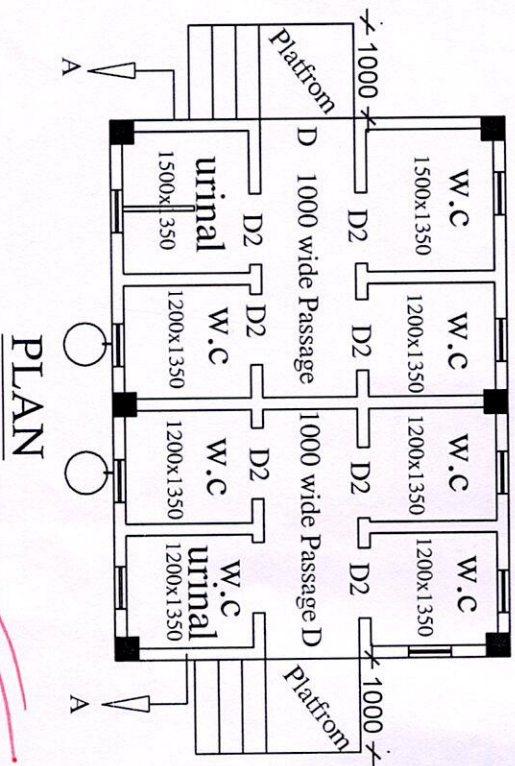 A
1000
Platfrom
w.c
1500x1350
w.c
1200x1350
w.c
1200x1350
w.c
1200x1350
D2
D2
D2
D2
D
1000 wide Passage
1000 wide Passage
D
D2
D2
D2
D2
urinal
1500x1350
w.c
1200x1350
w.c
1200x1350
w.c
urinal
1200x1350
1000
Platfrom
A
PLAN